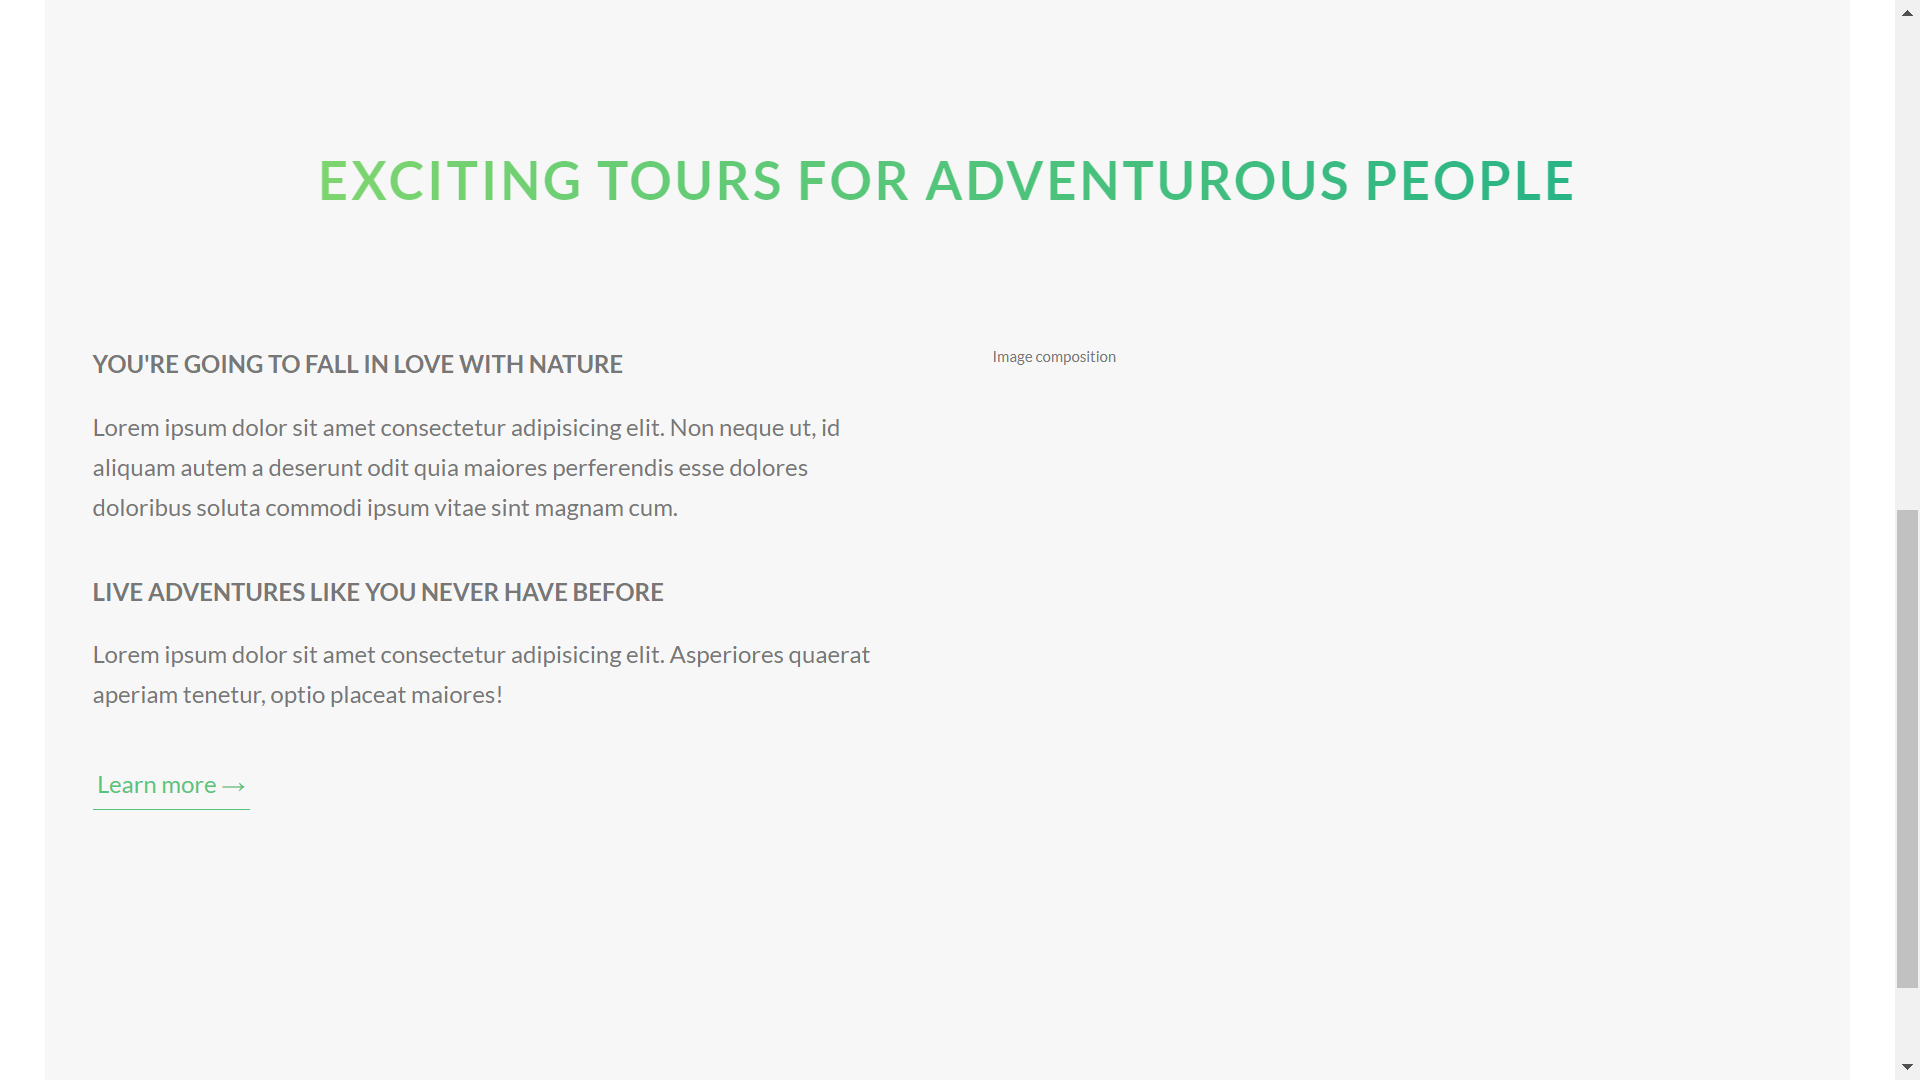 EXCITING TOURS FOR ADVENTUROUS PEOPLE
YOU'RE GOING TO FALL IN LOVE WITH NATURE
Lorem ipsum dolor sit amet consectetur adipisicing elit. Non neque ut, id
aliquam autem a deserunt odit quia maiores perferendis esse dolores
doloribus soluta commodi ipsum vitae sint magnam cum.
LIVE ADVENTURES LIKE YOU NEVER HAVE BEFORE
Lorem ipsum dolor sit amet consectetur adipisicing elit. Asperiores quaerat
aperiam tenetur, optio placeat maiores!
Learn more →
Image composition